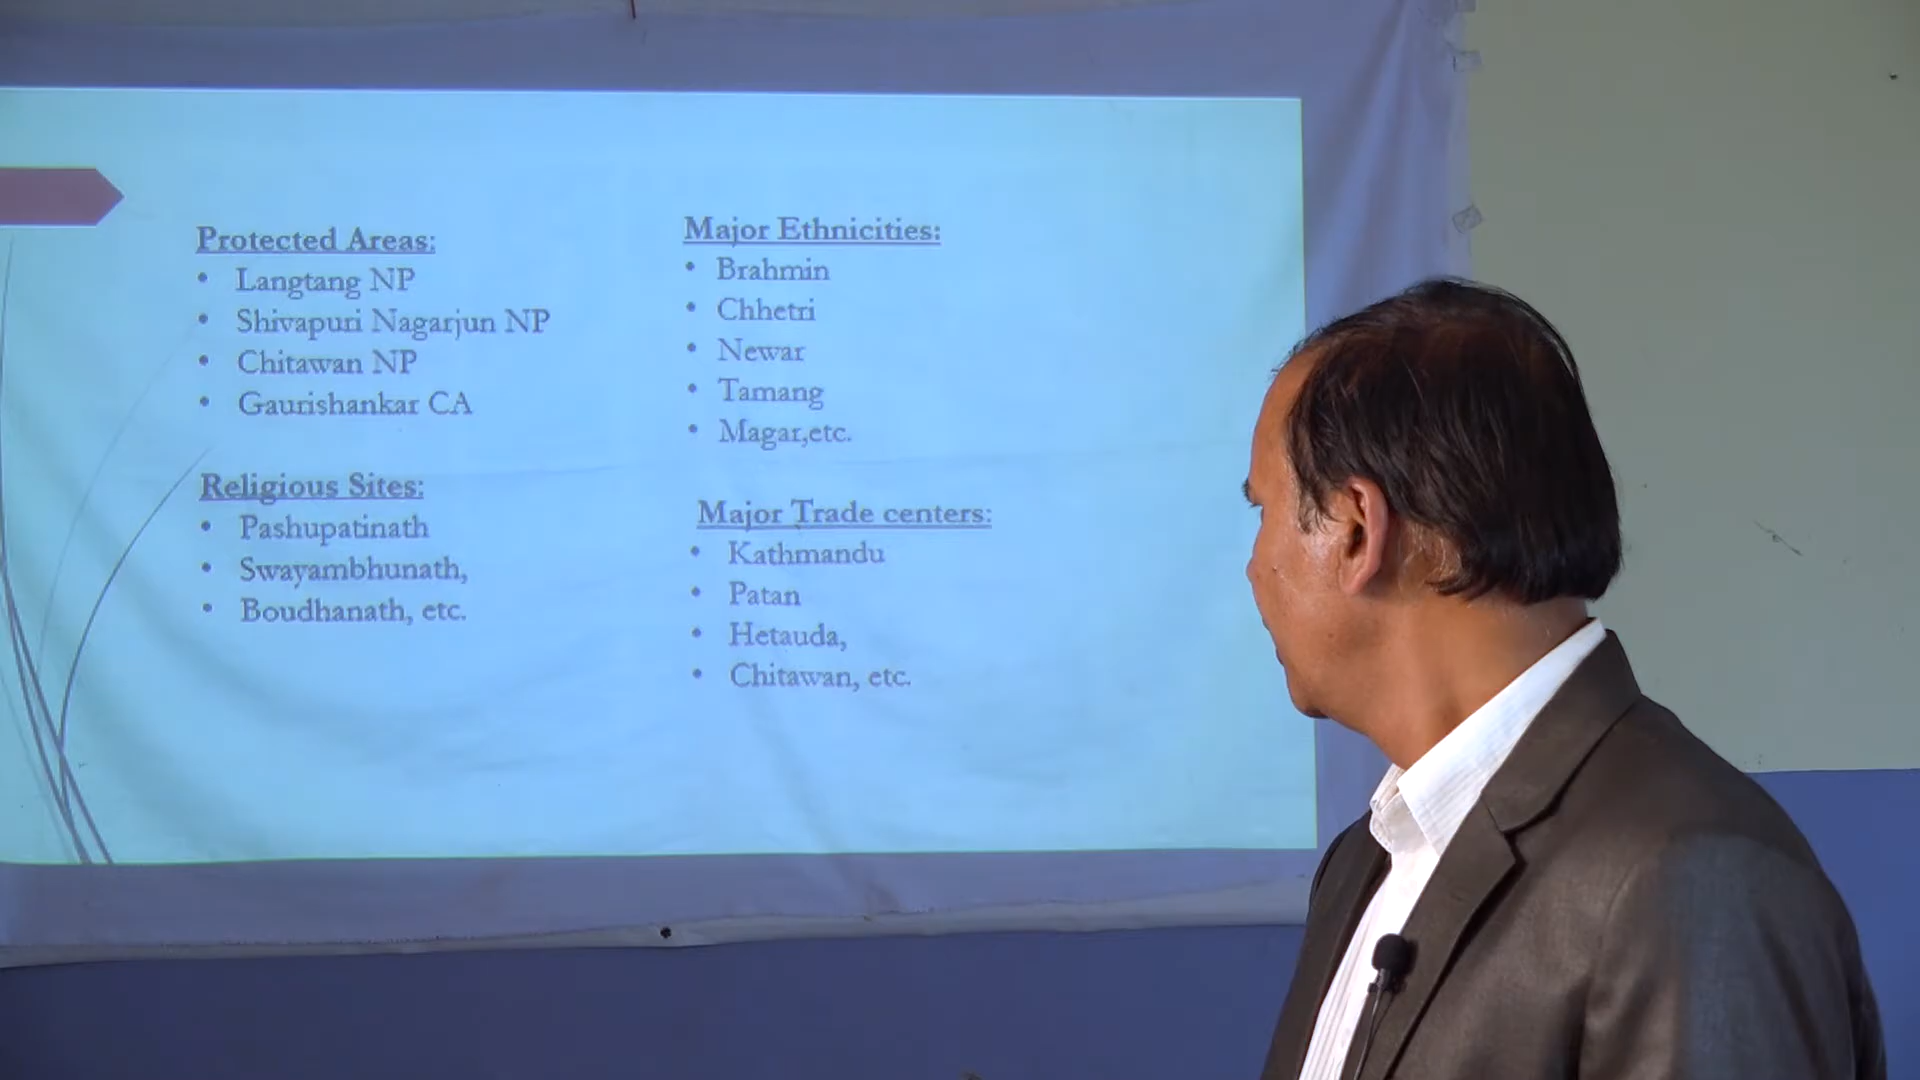 Protected Areas:
• Langtang NP
• Shivapuri Nagarjun NP
• Chitawan NP
• Gaurishankar CA
Religious Sites:
• Pashupatinath
• Swayambhunath,
• Boudhanath, etc.
Major Ethnicities:
• Brahmin
• Chhetri
• Newar
• Tamang
• Magar,etc.
Major Trade centers:
• Kathmandu
• Patan
• Hetauda,
• Chitawan, etc.